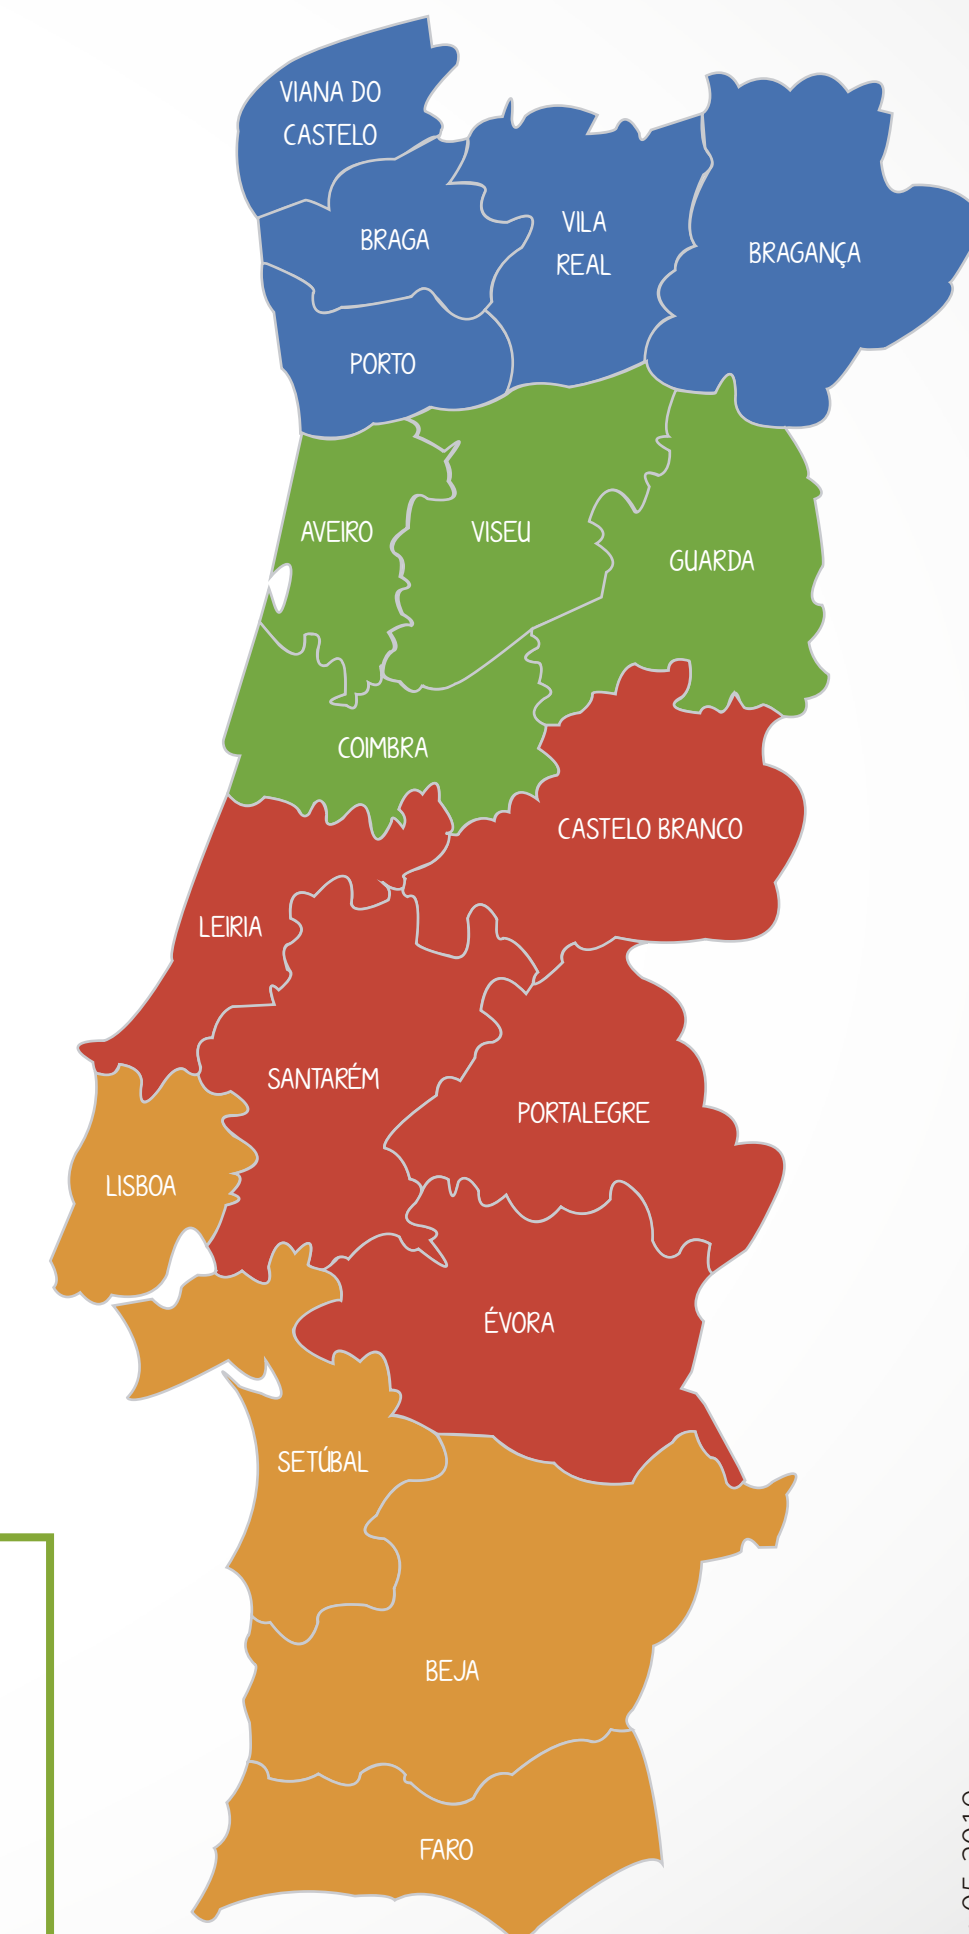 VIANA DO
CASTELO
BRAGA
VILA
REAL
BRAGANÇA
PORTO
AVEIRO
VISEU
GUARDA
COIMBRA
CASTELO BRANCO
LEIRIA
SANTARÉM
PORTALEGRE
LISBOA
ÉVORA
SETÚBAL
BEJA
FARO